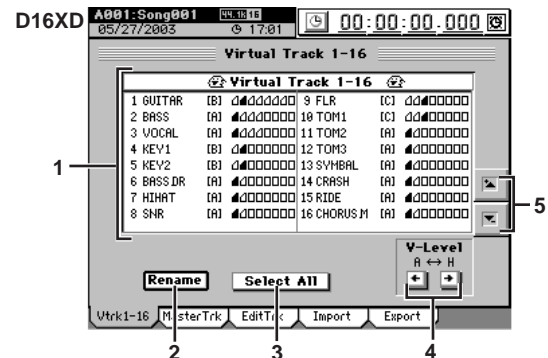 D16XD
A001:Song001 44.1K 16
05/27/2003 17:01 00:00:00.000
Virtual Track 1-16
Virtual Track 1-16
1 GUITAR [B] 9 FLR [C]
2 BASS [A] 10 TOM1 [C]
3 VOCAL [A] 11 TOM2 [A]
4 KEY1 [B] 12 TOM3 [A]
5 KEY2 [B] 13 SYMBAL [A]
6 BASS.DR [A] 14 CRASH [A]
7 HIHAT [A] 15 RIDE [A]
8 SNR [A] 16 CHORUS.M [A]
1
5
V-Level
A ↔ H
Rename Select All
Vtrk1-16 MasterTrk EditTrk Import Export
2 3 4